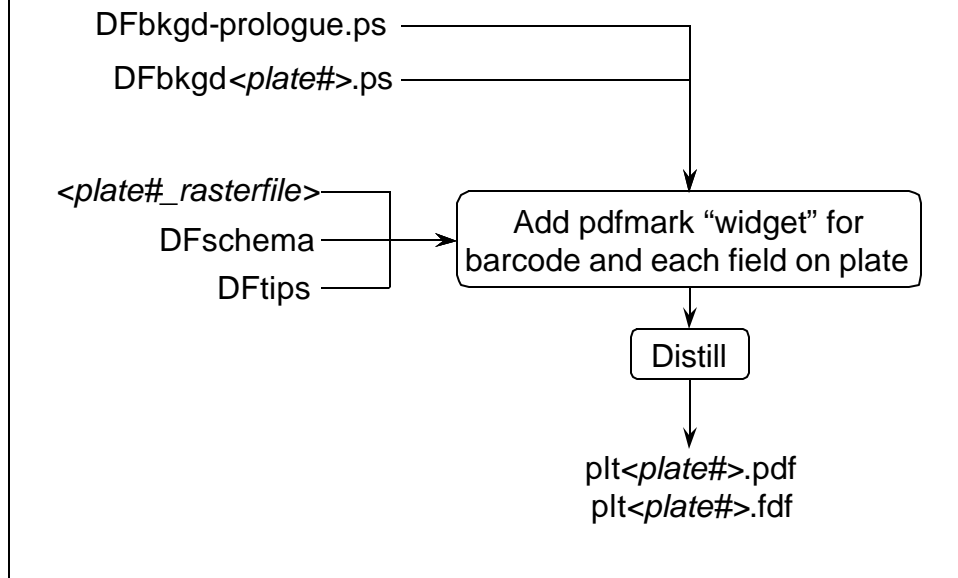 DFbkgd-prologue.ps
DFbkgd<plate#>.ps
<plate#_rasterfile>
DFschema
DFtips
Add pdfmark “widget” for
barcode and each field on plate
Distill
plt<plate#>.pdf
plt<plate#>.fdf